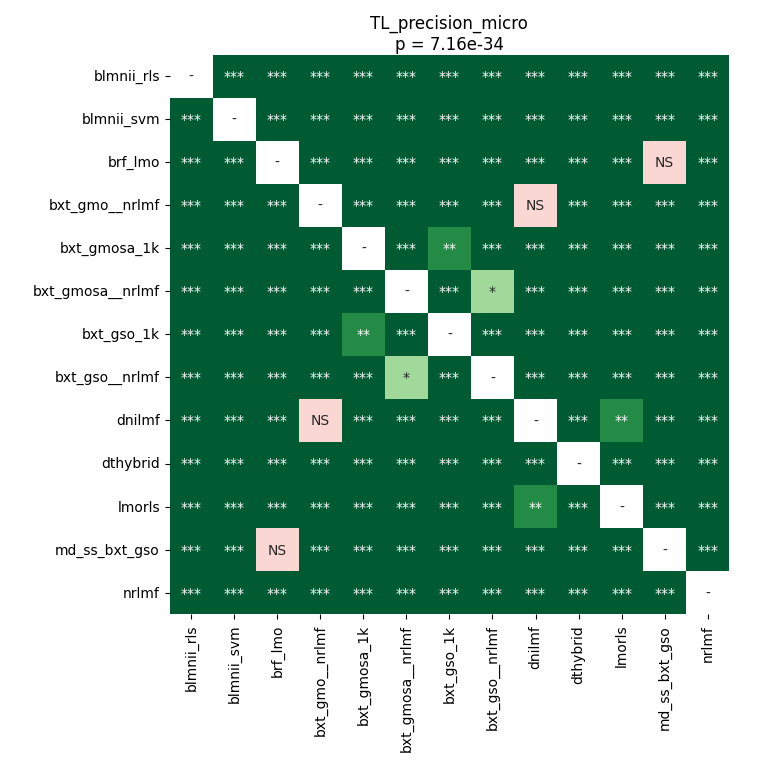 TL_precision_micro
p = 7.16e-34
blmnii_rls - *** *** *** *** *** *** *** *** *** *** *** ***
blmnii_svm *** - *** *** *** *** *** *** *** *** *** *** ***
brf_lmo *** *** - *** *** *** *** *** *** *** *** NS ***
bxt_gmo__nrlmf *** *** *** - *** *** *** *** NS *** *** *** ***
bxt_gmosa_1k *** *** *** *** - *** ** *** *** *** *** *** ***
bxt_gmosa__nrlmf *** *** *** *** *** - *** * *** *** *** *** ***
bxt_gso_1k *** *** *** *** ** *** - *** *** *** *** *** ***
bxt_gso__nrlmf *** *** *** *** *** * *** - *** *** *** *** ***
dnilmf *** *** *** NS *** *** *** *** - *** ** *** ***
dthybrid *** *** *** *** *** *** *** *** *** - *** *** ***
lmorls *** *** *** *** *** *** *** *** ** *** - *** ***
md_ss_bxt_gso *** *** NS *** *** *** *** *** *** *** *** - ***
nrlmf *** *** *** *** *** *** *** *** *** *** *** *** -
blmnii_rls
blmnii_svm
brf_lmo
bxt_gmo__nrlmf
bxt_gmosa_1k
bxt_gmosa__nrlmf
bxt_gso_1k
bxt_gso__nrlmf
dnilmf
dthybrid
lmorls
md_ss_bxt_gso
nrlmf